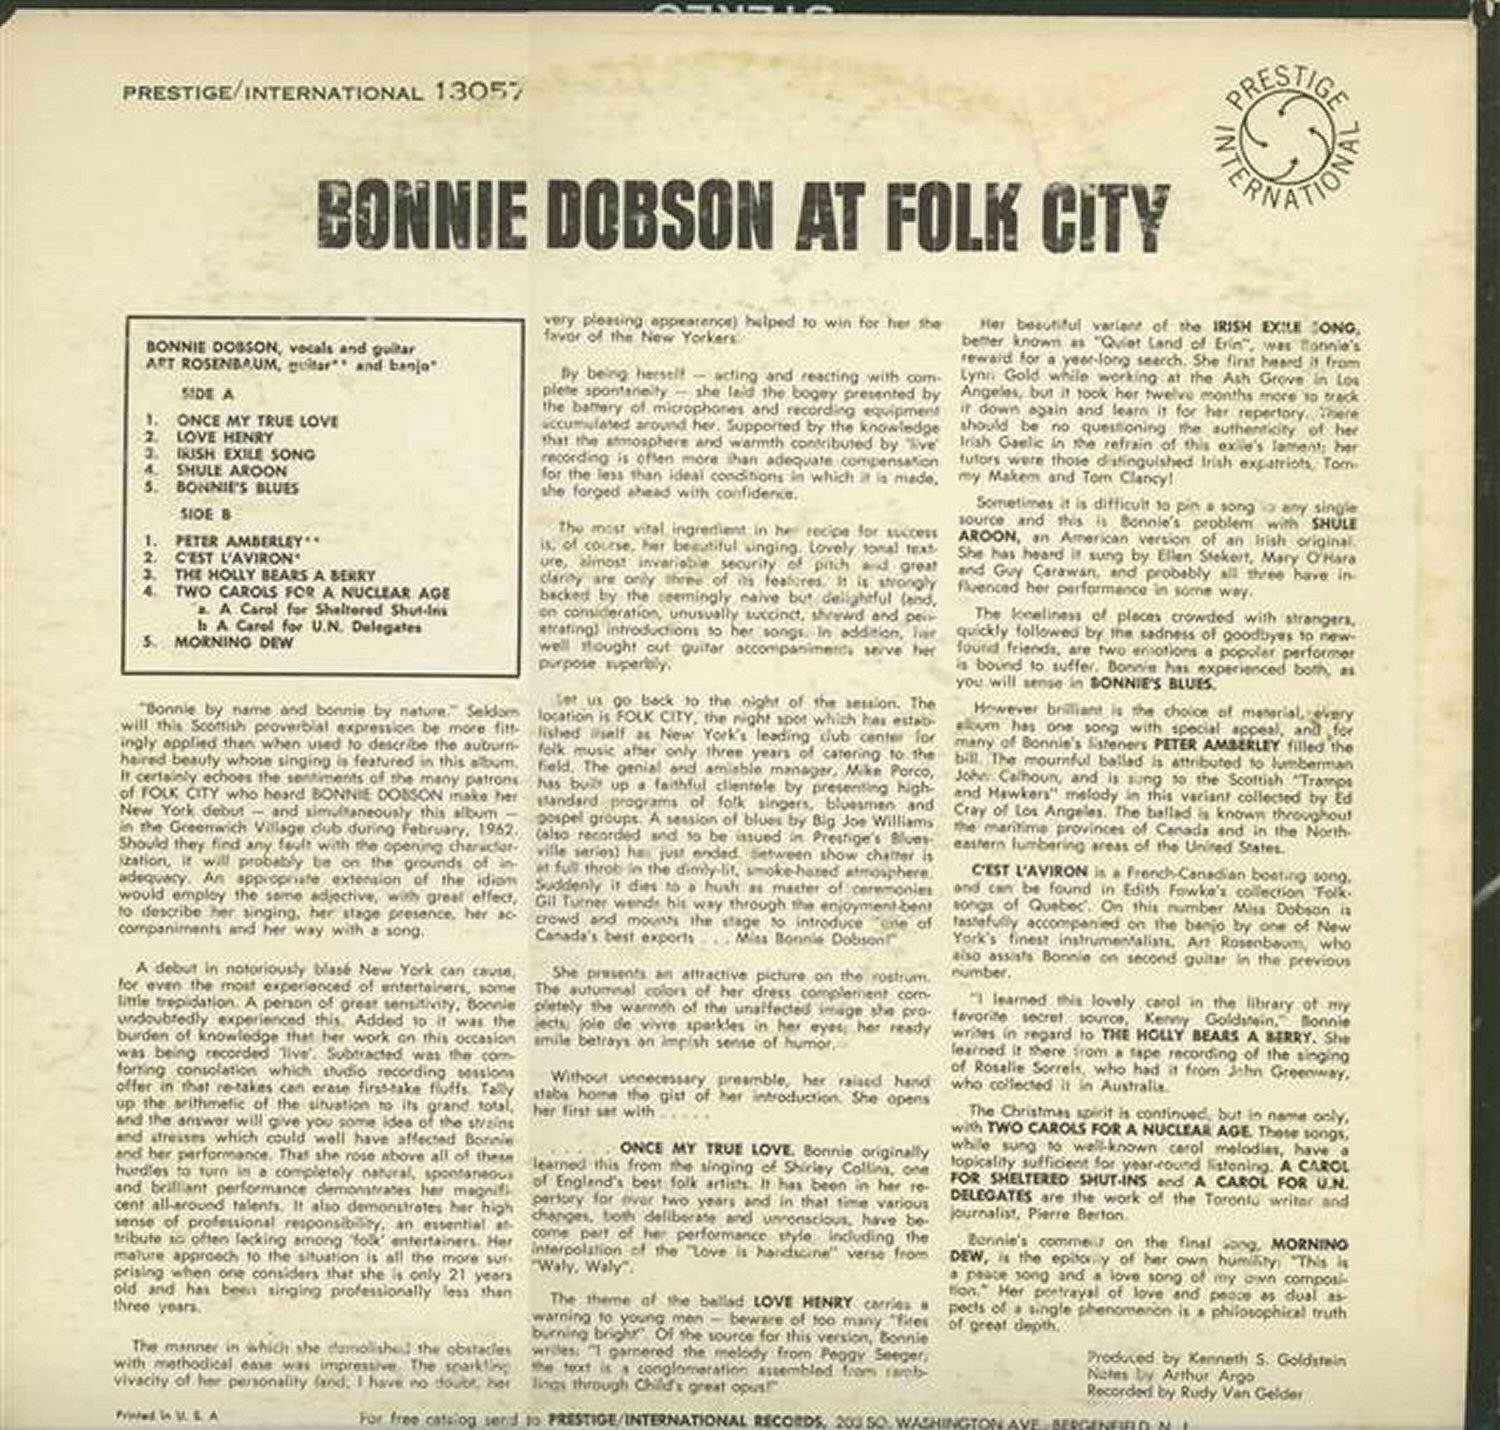 STEREO
PRESTIGE/INTERNATIONAL 13057
PRESTIGE INTERNATIONAL
BONNIE DOBSON AT FOLK CITY
BONNIE DOBSON, vocals and guitar
ART ROSENBAUM, guitar** and banjo*
SIDE A
1. ONCE MY TRUE LOVE
2. LOVE HENRY
3. IRISH EXILE SONG
4. SHULE AROON
5. BONNIE'S BLUES
SIDE B
1. PETER AMBERLEY**
2. C'EST L'AVIRON*
3. THE HOLLY BEARS A BERRY
4. TWO CAROLS FOR A NUCLEAR AGE
a. A Carol for Sheltered Shut-Ins
b A Carol for U.N. Delegates
5. MORNING DEW
"Bonnie by name and bonnie by nature." Seldom
will this Scottish proverbial expression be more fitt-
ingly applied than when used to describe the auburn-
haired beauty whose singing is featured in this album.
It certainly echoes the sentiments of the many patrons
of FOLK CITY who heard BONNIE DOBSON make her
New York debut — and simultaneously this album —
in the Greenwich Village club during February, 1962.
Should they find any fault with the opening character-
ization, it will probably be on the grounds of in-
adequacy. An appropriate extension of the idiom
would employ the same adjective, with great effect,
to describe her singing, her stage presence, her ac-
companiments and her way with a song.
A debut in notoriously blasé New York can cause,
for even the most experienced of entertainers, some
little trepidation. A person of great sensitivity, Bonnie
undoubtedly experienced this. Added to it was the
burden of knowledge that her work on this occasion
was being recorded 'live'. Subtracted was the com-
forting consolation which studio recording sessions
offer in that re-takes can erase first-take fluffs. Tally
up the arithmetic of the situation to its grand total,
and the answer will give you some idea of the strains
and stresses which could well have affected Bonnie
and her performance. That she rose above all of these
hurdles to turn in a completely natural, spontaneous
and brilliant performance demonstrates her magnifi-
cent all-around talents. It also demonstrates her high
sense of professional responsibility, an essential at-
tribute so often lacking among 'folk' entertainers. Her
mature approach to the situation is all the more sur-
prising when one considers that she is only 21 years
old and has been singing professionally less than
three years.
The manner in which she demolished the obstacles
with methodical ease was impressive. The sparkling
vivacity of her personality (and, I have no doubt, her
very pleasing appearance) helped to win for her the
favor of the New Yorkers.
By being herself — acting and reacting with com-
plete spontaneity — she laid the bogey presented by
the battery of microphones and recording equipment
accumulated around her. Supported by the knowledge
that the atmosphere and warmth contributed by 'live'
recording is often more than adequate compensation
for the less than ideal conditions in which it is made,
she forged ahead with confidence.
The most vital ingredient in her recipe for success
is, of course, her beautiful singing. Lovely tonal text-
ure, almost invariable security of pitch and great
clarity are only three of its features. It is strongly
backed by the seemingly naive but delightful (and,
on consideration, unusually succinct, shrewd and pen-
etrating) introductions to her songs. In addition, her
well thought out guitar accompaniments serve her
purpose superbly.
Let us go back to the night of the session. The
location is FOLK CITY, the night spot which has estab-
lished itself as New York's leading club center for
folk music after only three years of catering to the
field. The genial and amiable manager, Mike Porco,
has built up a faithful clientele by presenting high-
standard programs of folk singers, bluesmen and
gospel groups. A session of blues by Big Joe Williams
(also recorded and to be issued in Prestige's Blues-
ville series) has just ended. Between show chatter is
at full throb in the dimly-lit, smoke-hazed atmosphere.
Suddenly it dies to a hush as master of ceremonies
Gil Turner wends his way through the enjoyment-bent
crowd and mounts the stage to introduce "one of
Canada's best exports . . . Miss Bonnie Dobson!"
She presents an attractive picture on the rostrum.
The autumnal colors of her dress complement com-
pletely the warmth of the unaffected image she pro-
jects; joie de vivre sparkles in her eyes; her ready
smile betrays an impish sense of humor.
Without unnecessary preamble, her raised hand
stabs home the gist of her introduction. She opens
her first set with . . . . .
. . . . . ONCE MY TRUE LOVE. Bonnie originally
learned this from the singing of Shirley Collins, one
of England's best folk artists. It has been in her re-
pertory for over two years and in that time various
changes, both deliberate and unconscious, have be-
come part of her performance style, including the
interpolation of the "Love is handsome" verse from
"Waly, Waly".
The theme of the ballad LOVE HENRY carries a
warning to young men — beware of too many "fires
burning bright". Of the source for this version, Bonnie
writes: "I garnered the melody from Peggy Seeger;
the text is a conglomeration assembled from ramb-
lings through Child's great opus!"
Her beautiful variant of the IRISH EXILE SONG,
better known as "Quiet Land of Erin", was Bonnie's
reward for a year-long search. She first heard it from
Lynn Gold while working at the Ash Grove in Los
Angeles, but it took her twelve months more to track
it down again and learn it for her repertory. There
should be no questioning the authenticity of her
Irish Gaelic in the refrain of this exile's lament; her
tutors were those distinguished Irish expatriots, Tom-
my Makem and Tom Clancy!
Sometimes it is difficult to pin a song to any single
source and this is Bonnie's problem with SHULE
AROON, an American version of an Irish original.
She has heard it sung by Ellen Stekert, Mary O'Hara
and Guy Carawan, and probably all three have in-
fluenced her performance in some way.
The loneliness of places crowded with strangers,
quickly followed by the sadness of goodbyes to new-
found friends, are two emotions a popular performer
is bound to suffer. Bonnie has experienced both, as
you will sense in BONNIE'S BLUES.
However brilliant is the choice of material, every
album has one song with special appeal, and for
many of Bonnie's listeners PETER AMBERLEY filled the
bill. The mournful ballad is attributed to lumberman
John Calhoun, and is sung to the Scottish "Tramps
and Hawkers" melody in this variant collected by Ed
Cray of Los Angeles. The ballad is known throughout
the maritime provinces of Canada and in the North-
eastern lumbering areas of the United States.
C'EST L'AVIRON is a French-Canadian boating song,
and can be found in Edith Fowke's collection 'Folk-
songs of Quebec'. On this number Miss Dobson is
tastefully accompanied on the banjo by one of New
York's finest instrumentalists, Art Rosenbaum, who
also assists Bonnie on second guitar in the previous
number.
"I learned this lovely carol in the library of my
favorite secret source, Kenny Goldstein," Bonnie
writes in regard to THE HOLLY BEARS A BERRY. She
learned it there from a tape recording of the singing
of Rosalie Sorrels, who had it from John Greenway,
who collected it in Australia.
The Christmas spirit is continued, but in name only,
with TWO CAROLS FOR A NUCLEAR AGE. These songs,
while sung to well-known carol melodies, have a
topicality sufficient for year-round listening. A CAROL
FOR SHELTERED SHUT-INS and A CAROL FOR U.N.
DELEGATES are the work of the Toronto writer and
journalist, Pierre Berton.
Bonnie's comment on the final song, MORNING
DEW, is the epitomy of her own humility: "This is
a peace song and a love song of my own composi-
tion." Her portrayal of love and peace as dual as-
pects of a single phenomenon is a philosophical truth
of great depth.
Produced by Kenneth S. Goldstein
Notes by Arthur Argo
Recorded by Rudy Van Gelder
Printed in U. S. A
For free catalog send to PRESTIGE/INTERNATIONAL RECORDS, 203 SO. WASHINGTON AVE., BERGENFIELD, N. J.